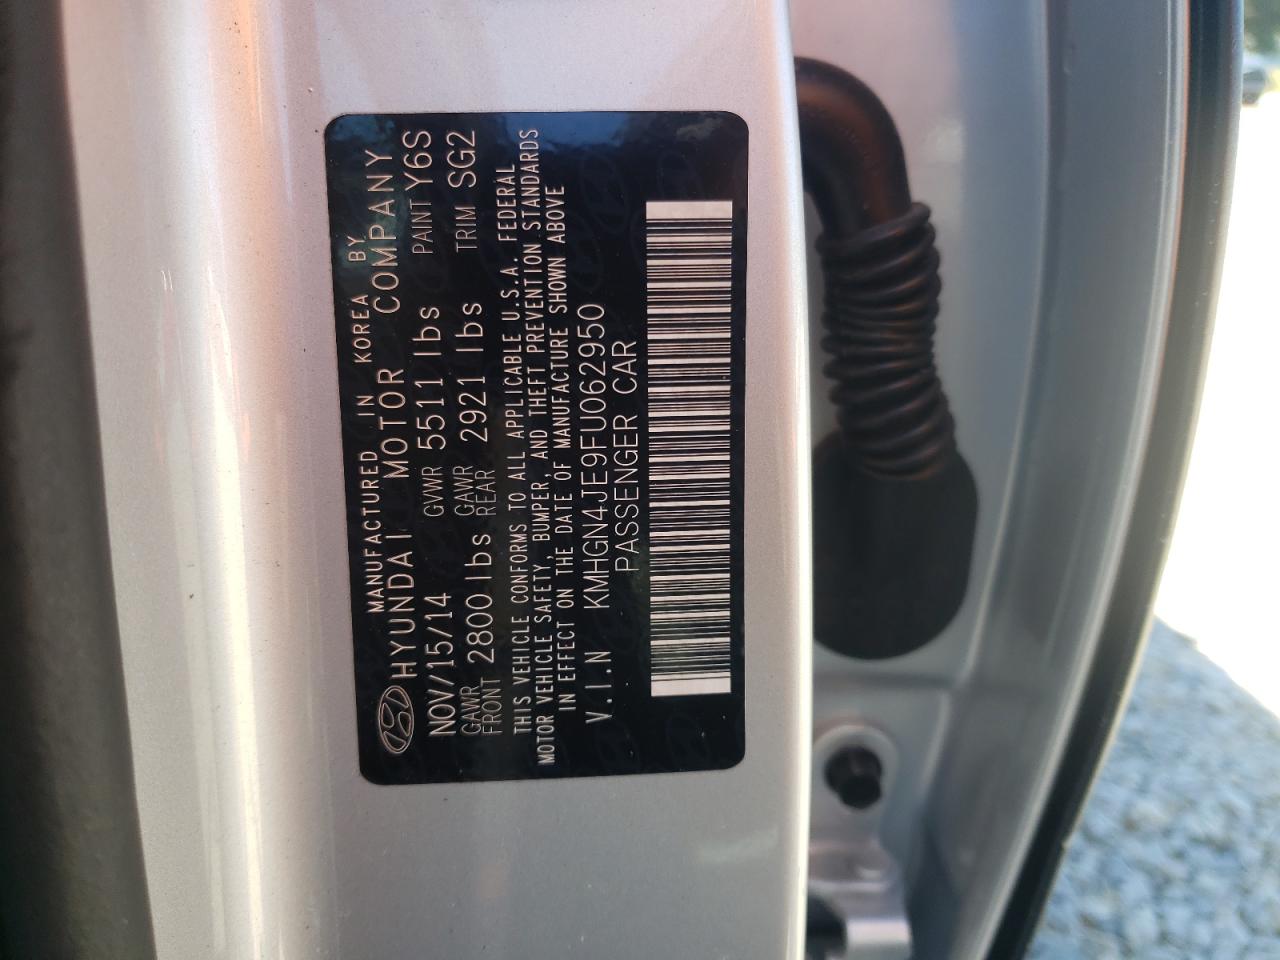 MANUFACTURED IN KOREA BY
HYUNDAI MOTOR COMPANY
NOV/15/14 GVWR 5511 lbs PAINT Y6S
GAWR FRONT 2800 lbs GAWR REAR 2921 lbs TRIM SG2
THIS VEHICLE CONFORMS TO ALL APPLICABLE U.S.A. FEDERAL
MOTOR VEHICLE SAFETY, BUMPER, AND THEFT PREVENTION STANDARDS
IN EFFECT ON THE DATE OF MANUFACTURE SHOWN ABOVE
V.I.N KMHGN4JE9FU062950
PASSENGER CAR